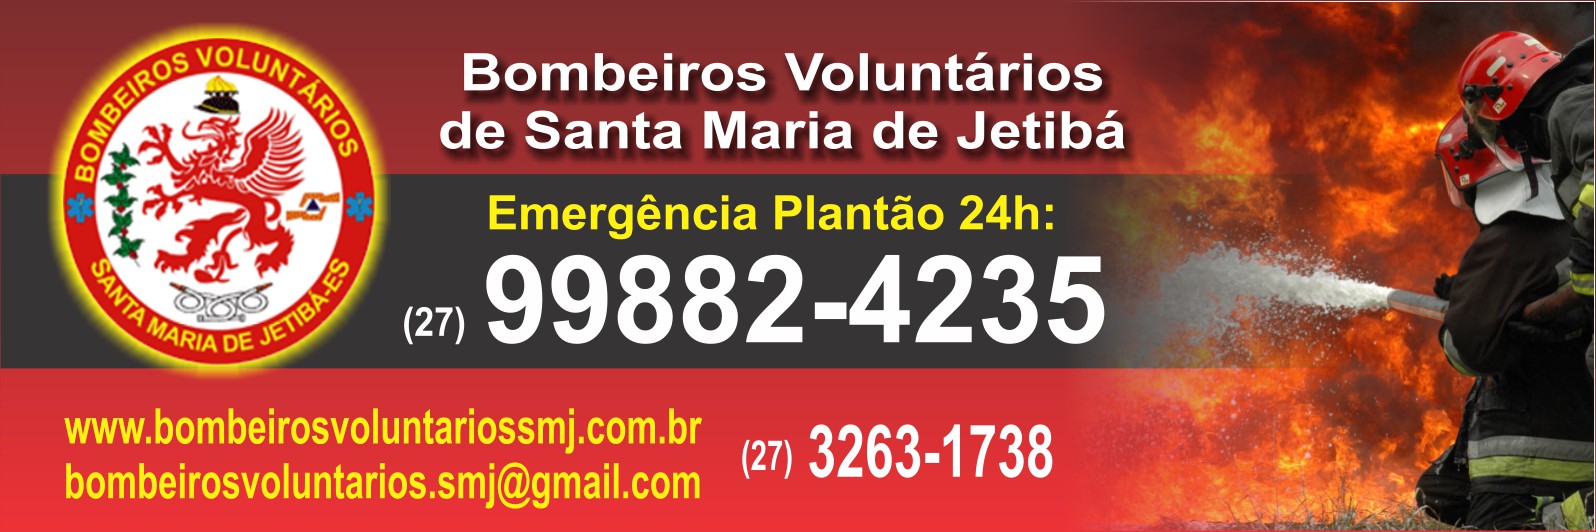 BOMBEIROS VOLUNTÁRIOS
SANTA MARIA DE JETIBÁ-ES
Bombeiros Voluntários
de Santa Maria de Jetibá
Emergência Plantão 24h:
(27) 99882-4235
www.bombeirosvoluntariossmj.com.br
bombeirosvoluntarios.smj@gmail.com
(27) 3263-1738